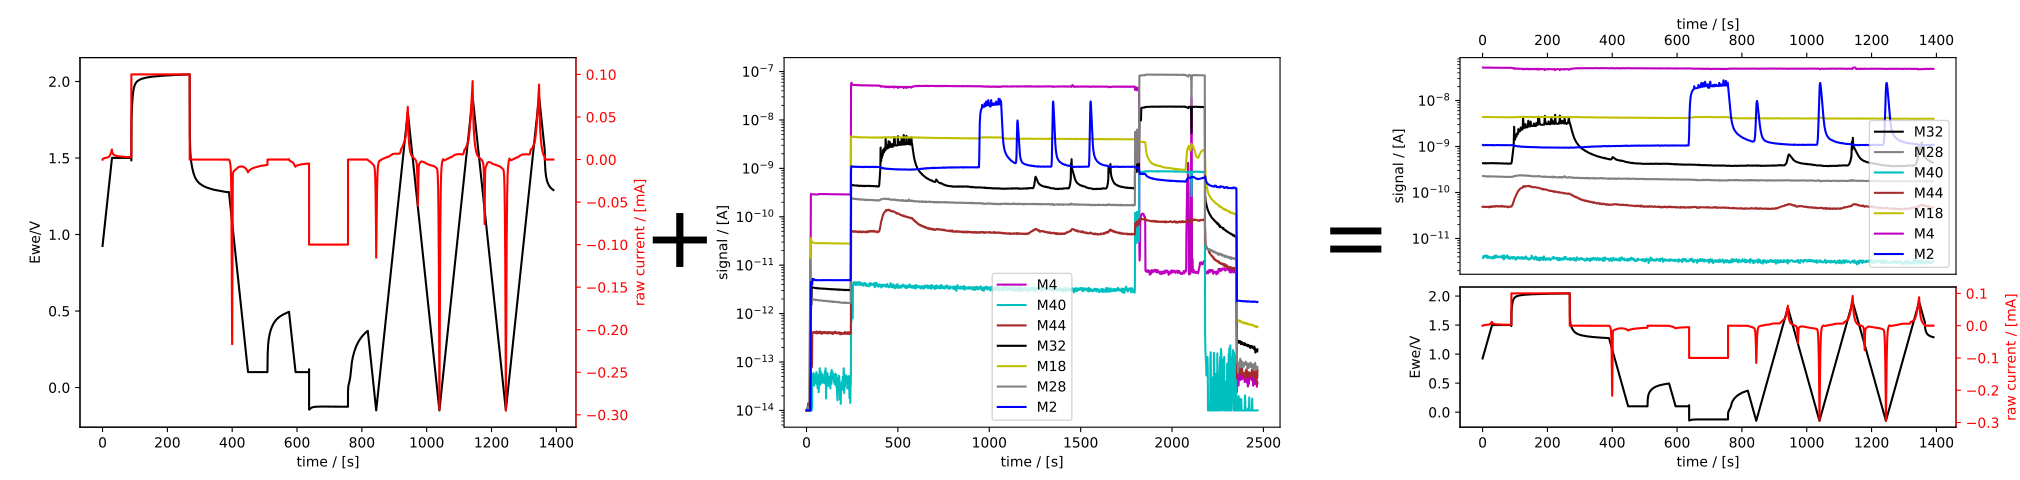 2.0
1.5
1.0
0.5
0.0
Ewe/V
0 200 400 600 800 1000 1200 1400
time / [s]
0.10
0.05
0.00
−0.05
−0.10
−0.15
−0.20
−0.25
−0.30
raw current / [mA]
+
10⁻⁷
10⁻⁸
10⁻⁹
10⁻¹⁰
10⁻¹¹
10⁻¹²
10⁻¹³
10⁻¹⁴
signal / [A]
M4
M40
M44
M32
M18
M28
M2
0 500 1000 1500 2000 2500
time / [s]
=
time / [s]
0 200 400 600 800 1000 1200 1400
10⁻⁸
10⁻⁹
10⁻¹⁰
10⁻¹¹
signal / [A]
M32
M28
M40
M44
M18
M4
M2
2.0
1.5
1.0
0.5
0.0
Ewe/V
0.1
0.0
−0.1
−0.2
−0.3
raw current / [mA]
0 200 400 600 800 1000 1200 1400
time / [s]